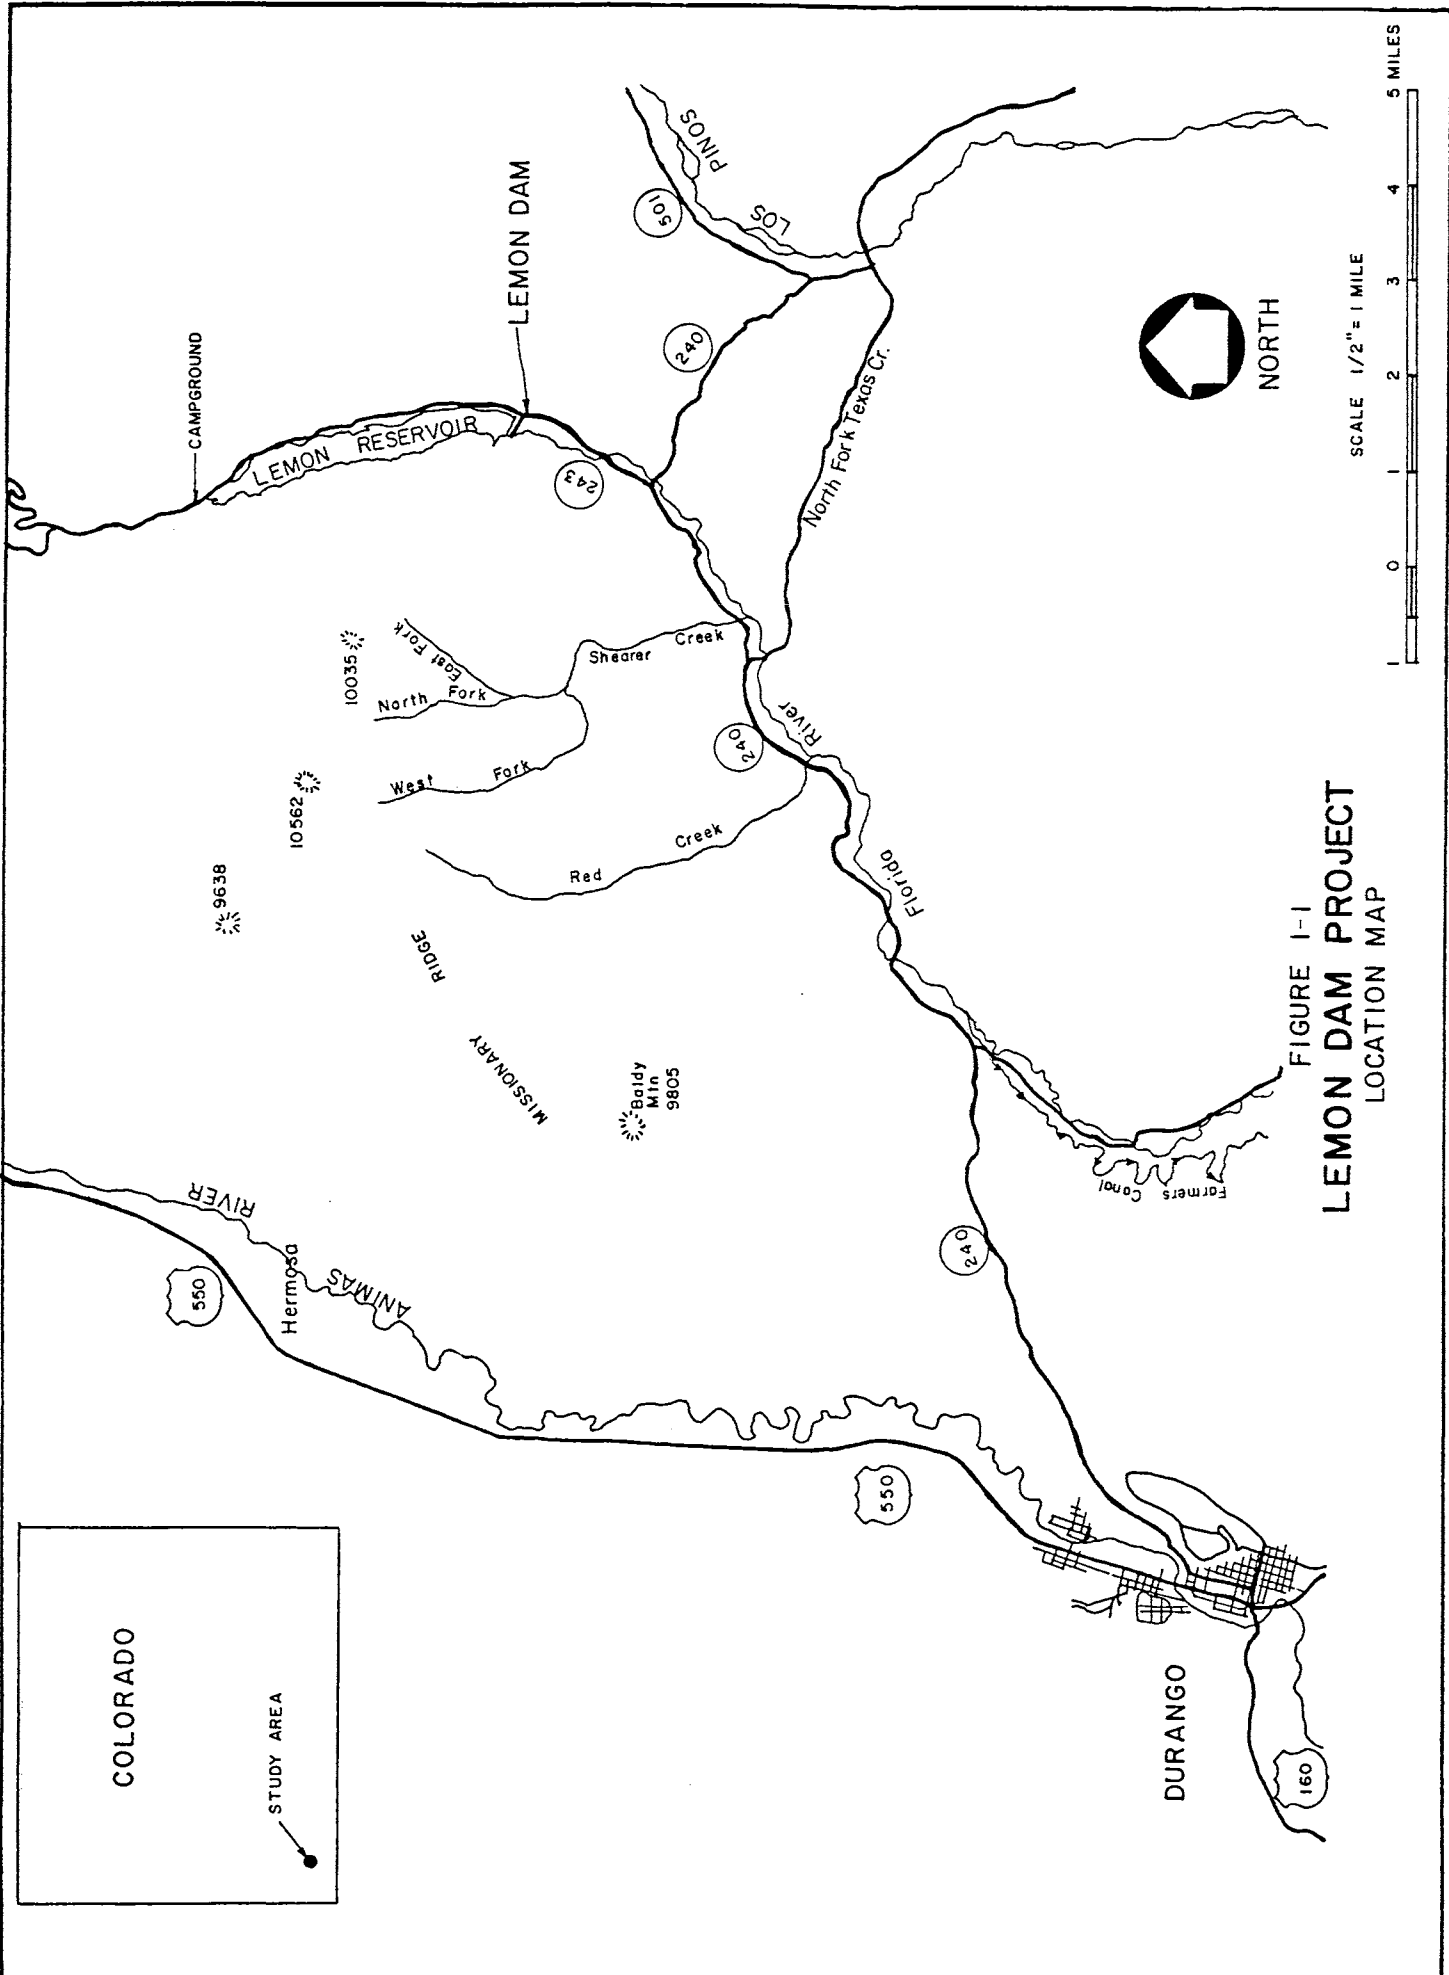 COLORADO
STUDY AREA
550
Hermosa
ANIMAS
RIVER
550
DURANGO
160
9638
10562
10035
MISSIONARY
RIDGE
Baldy
Mtn
9805
West Fork
North Fork
East Fork
Shearer Creek
Red Creek
CAMPGROUND
LEMON RESERVOIR
LEMON DAM
243
240
501
LOS
PINOS
North Fork Texas Cr.
240
Florida
River
240
Farmers Canal
NORTH
FIGURE 1-1
LEMON DAM PROJECT
LOCATION MAP
SCALE 1/2" = 1 MILE
1 0 1 2 3 4 5 MILES